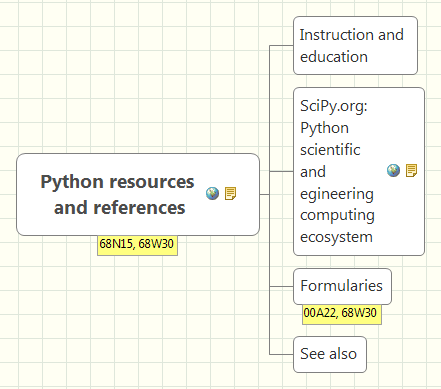 Python resources
and references
68N15, 68W30
Instruction and
education
SciPy.org:
Python
scientific
and
egineering
computing
ecosystem
Formularies
00A22, 68W30
See also